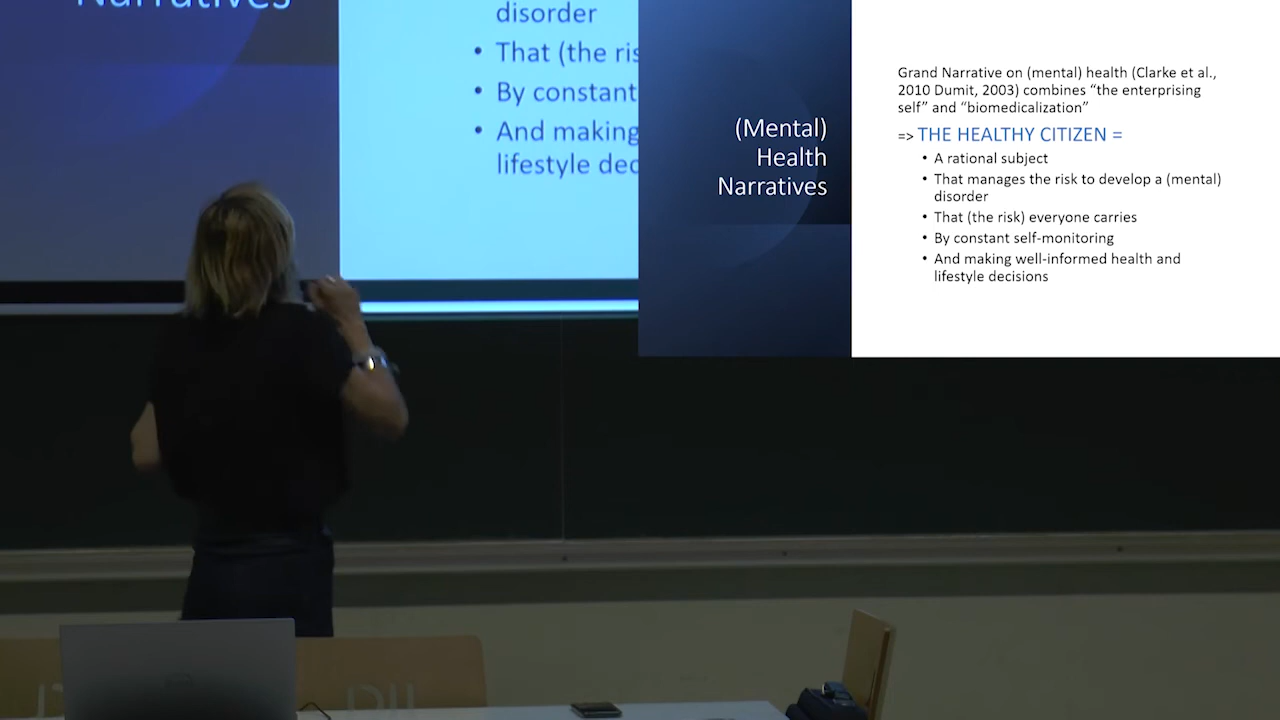 Narratives
disorder
• That (the ris
• By constant
• And making
lifestyle dec
(Mental)
Health
Narratives
Grand Narrative on (mental) health (Clarke et al.,
2010 Dumit, 2003) combines “the enterprising
self” and “biomedicalization”
=> THE HEALTHY CITIZEN =
• A rational subject
• That manages the risk to develop a (mental)
disorder
• That (the risk) everyone carries
• By constant self-monitoring
• And making well-informed health and
lifestyle decisions